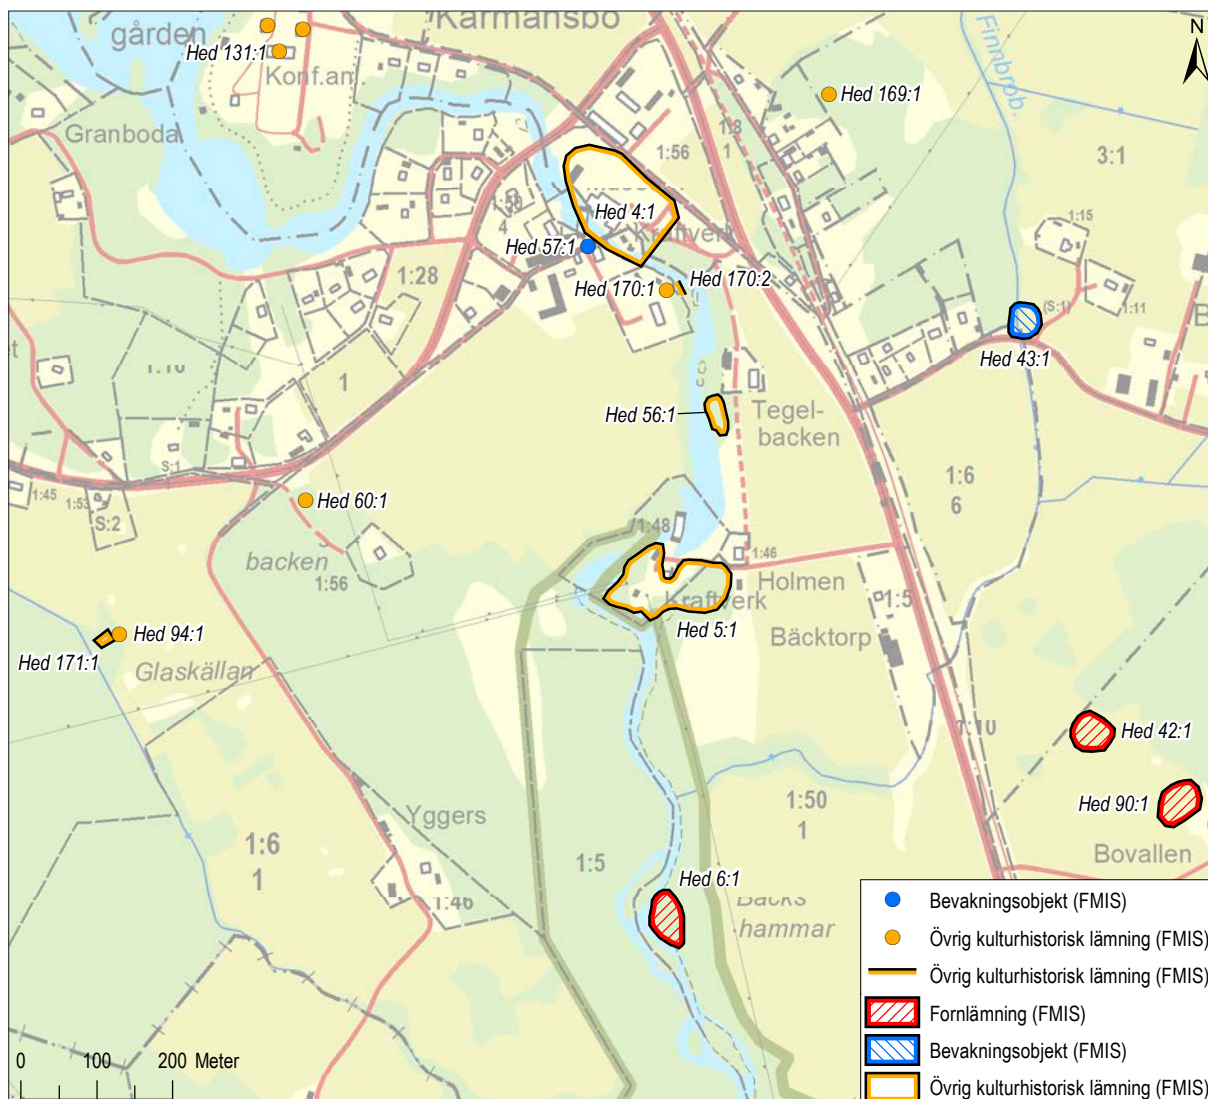 Karmansbo
gården
N
Hed 131:1
Konf.an.
Finnbrob.
Hed 169:1
Granboda
1:8
1
1:56
3:1
Hed 4:1
4
Kraftverk
1:15
Hed 57:1
1:28
Hed 170:2
Hed 170:1
(S:1)
1:11
Hed 43:1
1
Hed 56:1
Tegel-
backen
S:1
1:45
1:53
S:2
1:6
6
Hed 60:1
1:48
backen
1:46
1:56
Holmen
Kraftverk
1:5
Hed 5:1
Hed 94:1
Bäcktorp
Hed 171:1
Glaskällan
Hed 42:1
1:10
Hed 90:1
1:50
1
Yggers
1:6
1
Bovallen
1:5
Hed 6:1
1:46
Bäcks
-hammar
Bevakningsobjekt (FMIS)
Övrig kulturhistorisk lämning (FMIS)
Övrig kulturhistorisk lämning (FMIS)
Fornlämning (FMIS)
Bevakningsobjekt (FMIS)
Övrig kulturhistorisk lämning (FMIS)
0 100 200 Meter